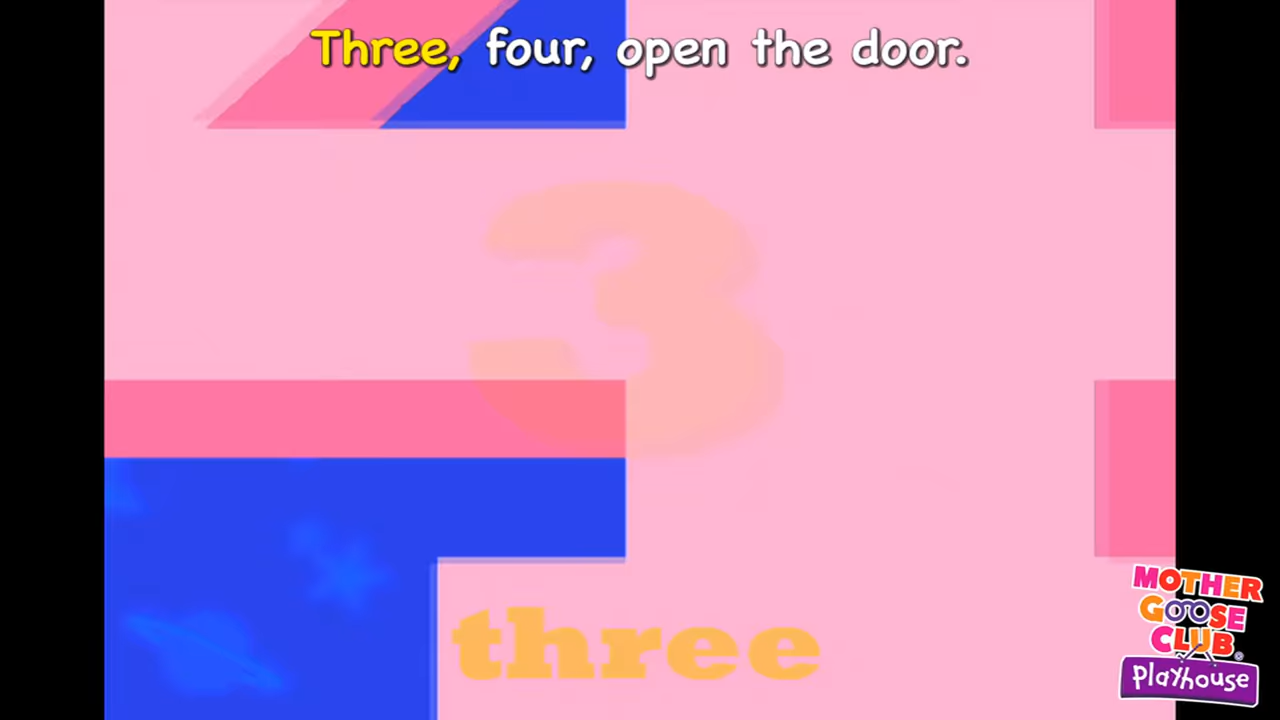 Three, four, open the door.
3
three
MOTHER
GOOSE
CLUB
Playhouse